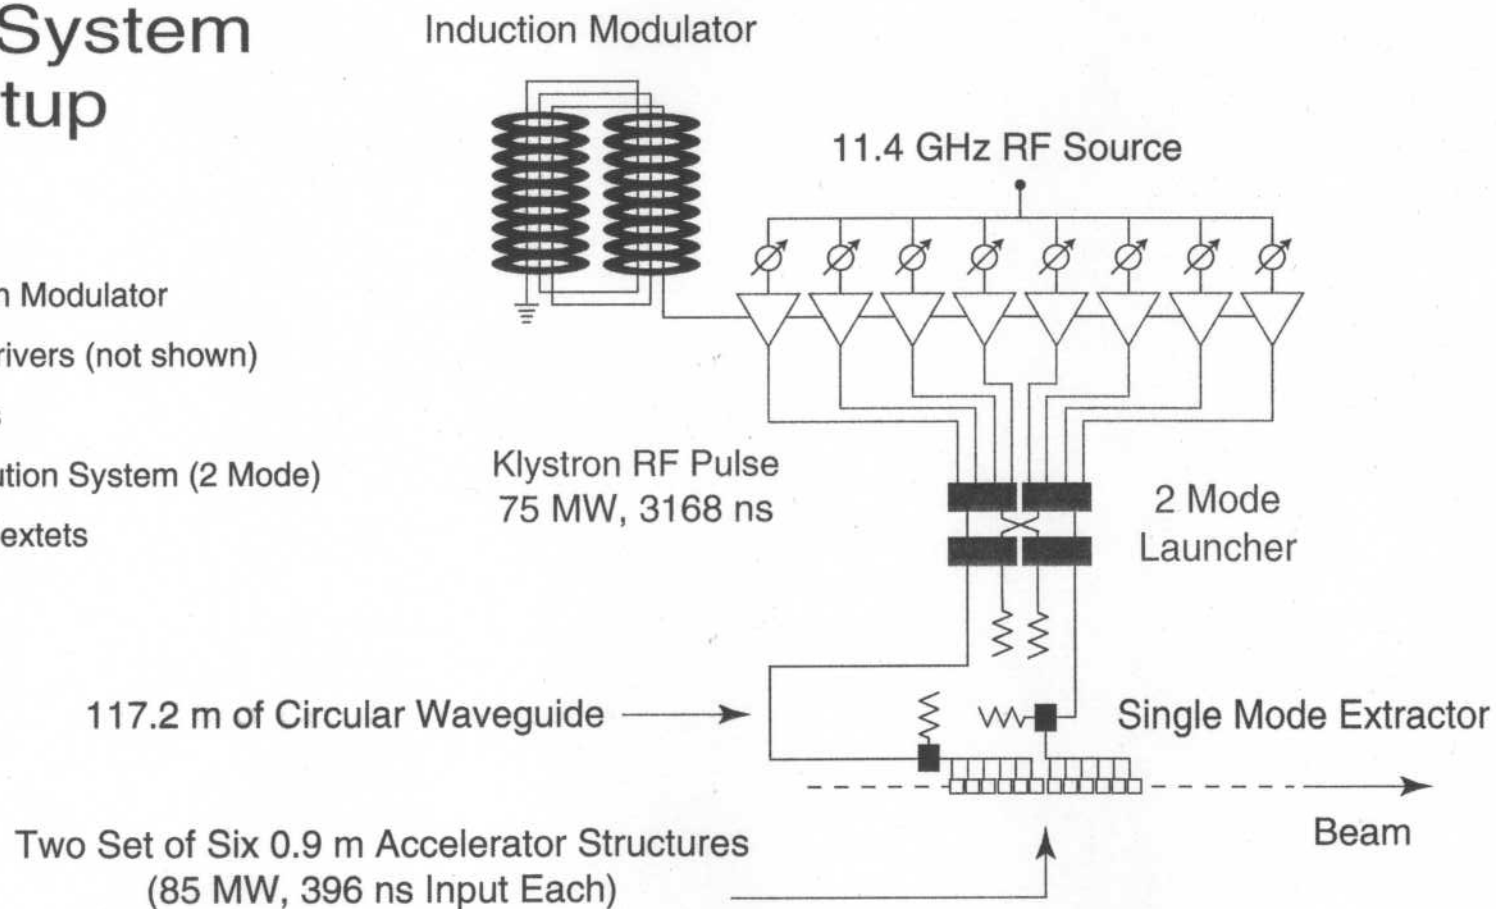 System
tup
Induction Modulator
11.4 GHz RF Source
n Modulator
rivers (not shown)
s
ution System (2 Mode)
extets
Klystron RF Pulse
75 MW, 3168 ns
2 Mode
Launcher
117.2 m of Circular Waveguide
Single Mode Extractor
Two Set of Six 0.9 m Accelerator Structures
(85 MW, 396 ns Input Each)
Beam